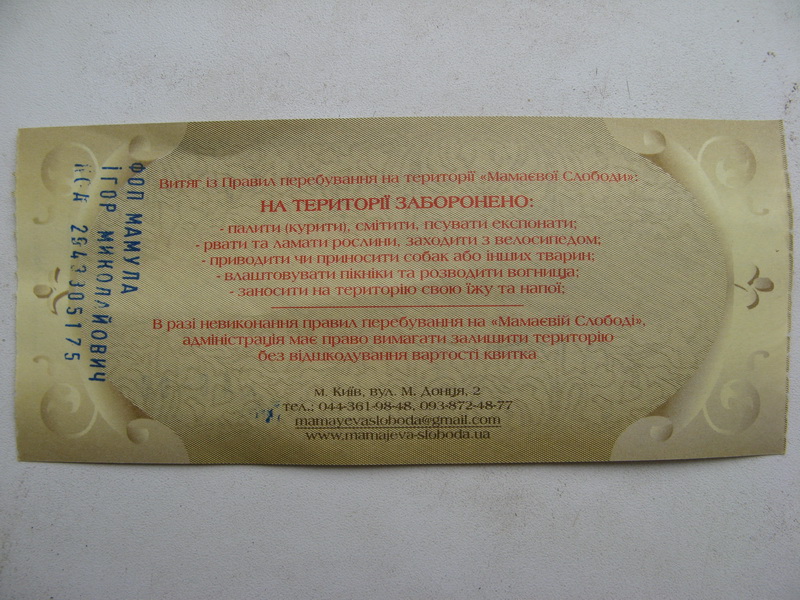 Витяг із Правил перебування на території «Мамаєвої Слободи»:
НА ТЕРИТОРІЇ ЗАБОРОНЕНО:
- палити (курити), смітити, псувати експонати;
- рвати та ламати рослини, заходити з велосипедом;
- приводити чи приносити собак або інших тварин;
- влаштовувати пікніки та розводити вогнища;
- заносити на територію свою їжу та напої;
В разі невиконання правил перебування на «Мамаєвій Слободі»,
адміністрація має право вимагати залишити територію
без відшкодування вартості квитка
м. Київ, вул. М. Донця, 2
тел.: 044-361-98-48, 093-872-48-77
mamayevasloboda@gmail.com
www.mamajeva-sloboda.ua
ФОП МАМУЛА
ІГОР МИКОЛАЙОВИЧ
КОД 2943305175